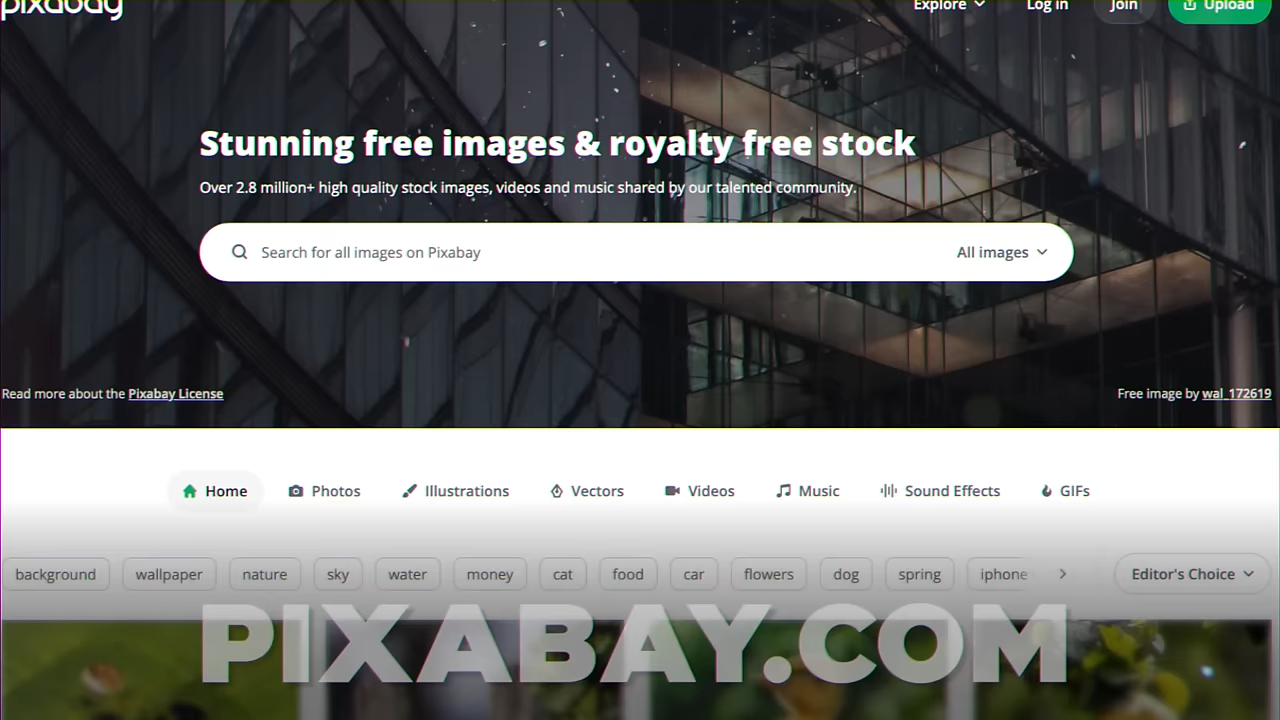 pixabay
Explore Log in Join Upload
Stunning free images & royalty free stock
Over 2.8 million+ high quality stock images, videos and music shared by our talented community.
Search for all images on Pixabay All images
Read more about the Pixabay License Free image by wal_172619
Home Photos Illustrations Vectors Videos Music Sound Effects GIFs
background wallpaper nature sky water money cat food car flowers dog spring iphone Editor's Choice
PIXABAY.COM